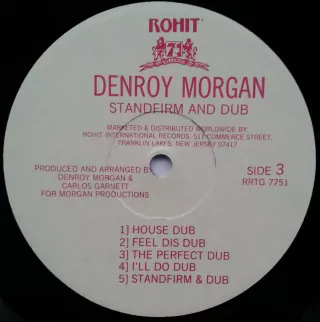 ROHIT
DENROY MORGAN
STANDFIRM AND DUB
MARKETED & DISTRIBUTED WORLDWIDE BY
ROHIT INTERNATIONAL RECORDS: 511 COMMERCE STREET.
FRANKLIN LAKES, NEW JERSEY 07417
PRODUCED AND ARRANGED BY
DENROY MORGAN &
CARLOS GARNETT
FOR MORGAN PRODUCTIONS
SIDE 3
RRTG 7751
1] HOUSE DUB
2] FEEL DIS DUB
3] THE PERFECT DUB
4] I'LL DO DUB
5] STANDFIRM & DUB